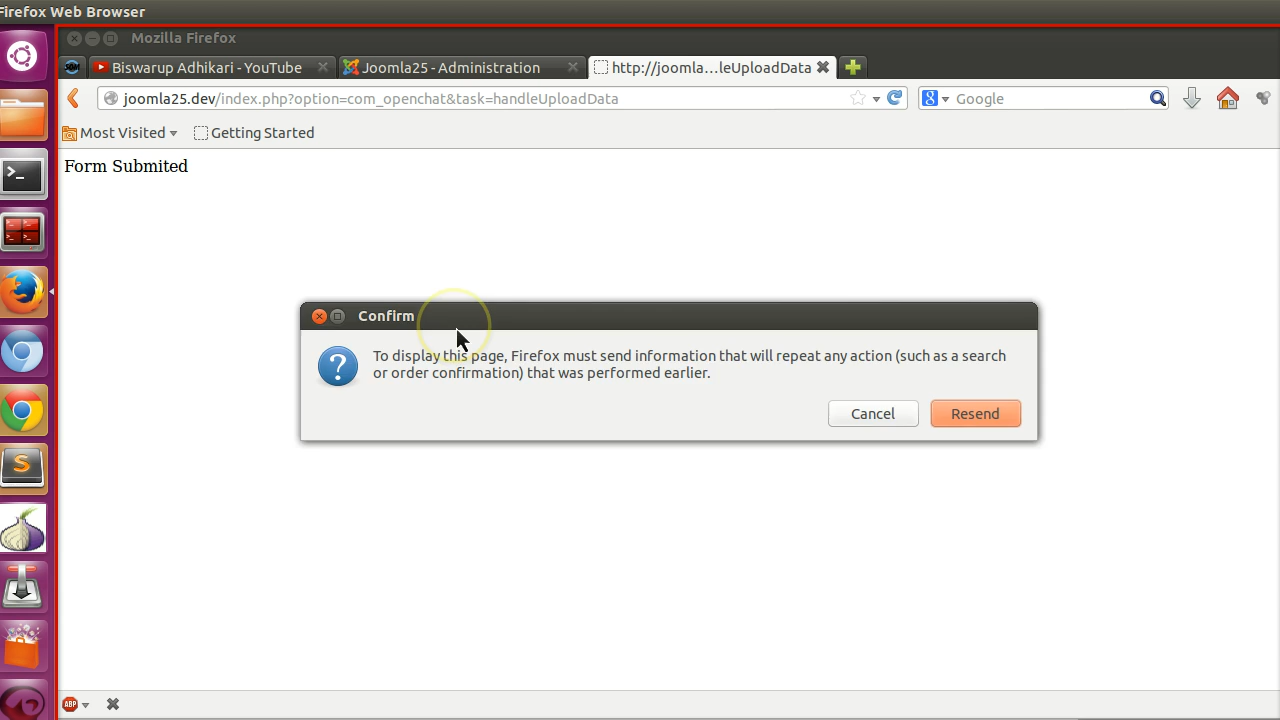 Firefox Web Browser
Mozilla Firefox
Biswarup Adhikari - YouTube
Joomla25 - Administration
http://joomla...leUploadData
joomla25.dev/index.php?option=com_openchat&task=handleUploadData
Google
Most Visited
Getting Started
Form Submited
Confirm
To display this page, Firefox must send information that will repeat any action (such as a search
or order confirmation) that was performed earlier.
Cancel
Resend
ABP